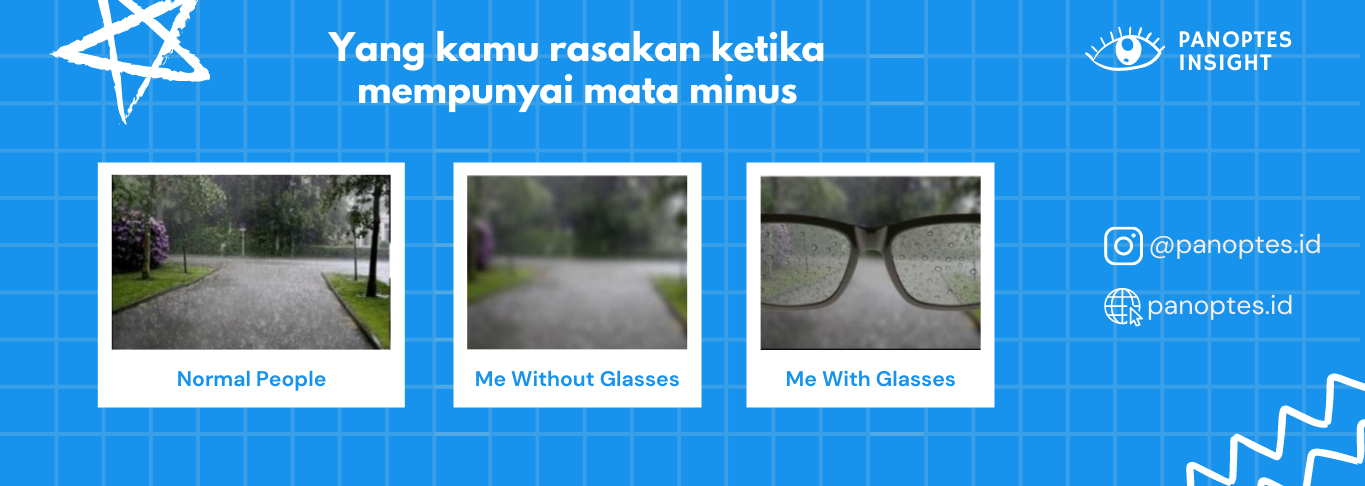 Yang kamu rasakan ketika
mempunyai mata minus
PANOPTES
INSIGHT
Normal People
Me Without Glasses
Me With Glasses
@panoptes.id
panoptes.id